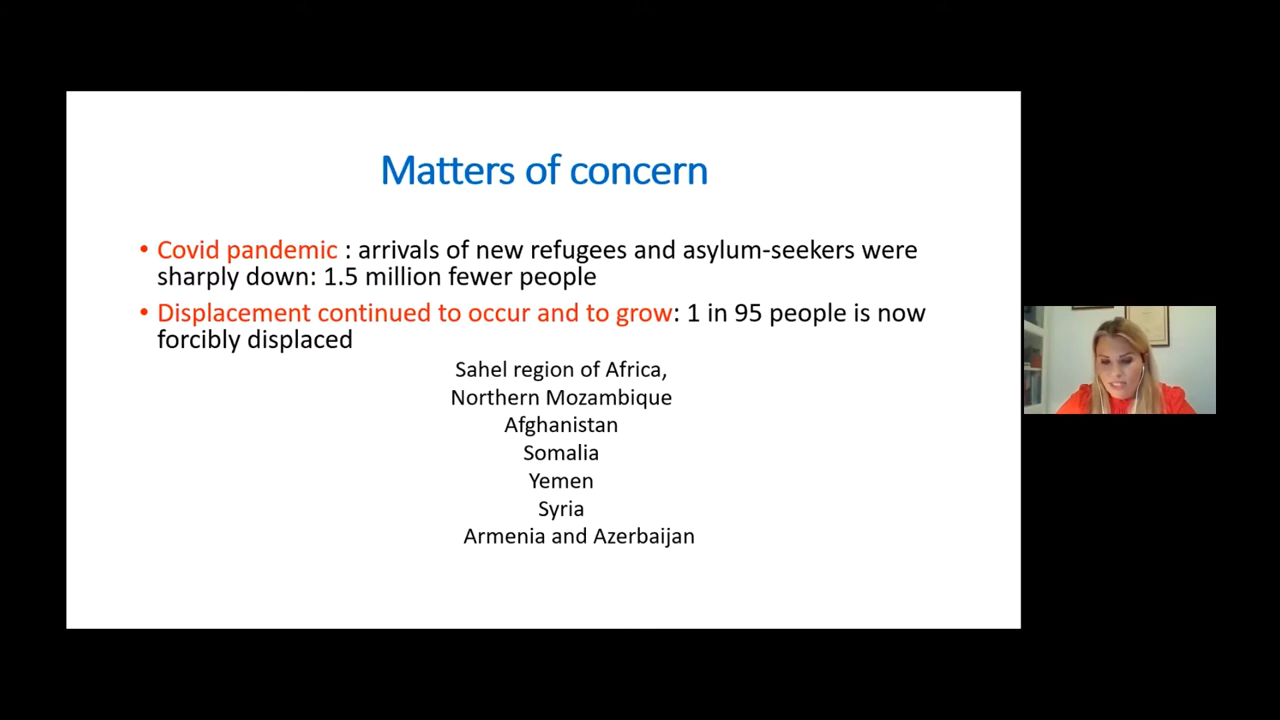 Matters of concern
• Covid pandemic : arrivals of new refugees and asylum-seekers were
sharply down: 1.5 million fewer people
• Displacement continued to occur and to grow: 1 in 95 people is now
forcibly displaced
Sahel region of Africa,
Northern Mozambique
Afghanistan
Somalia
Yemen
Syria
Armenia and Azerbaijan